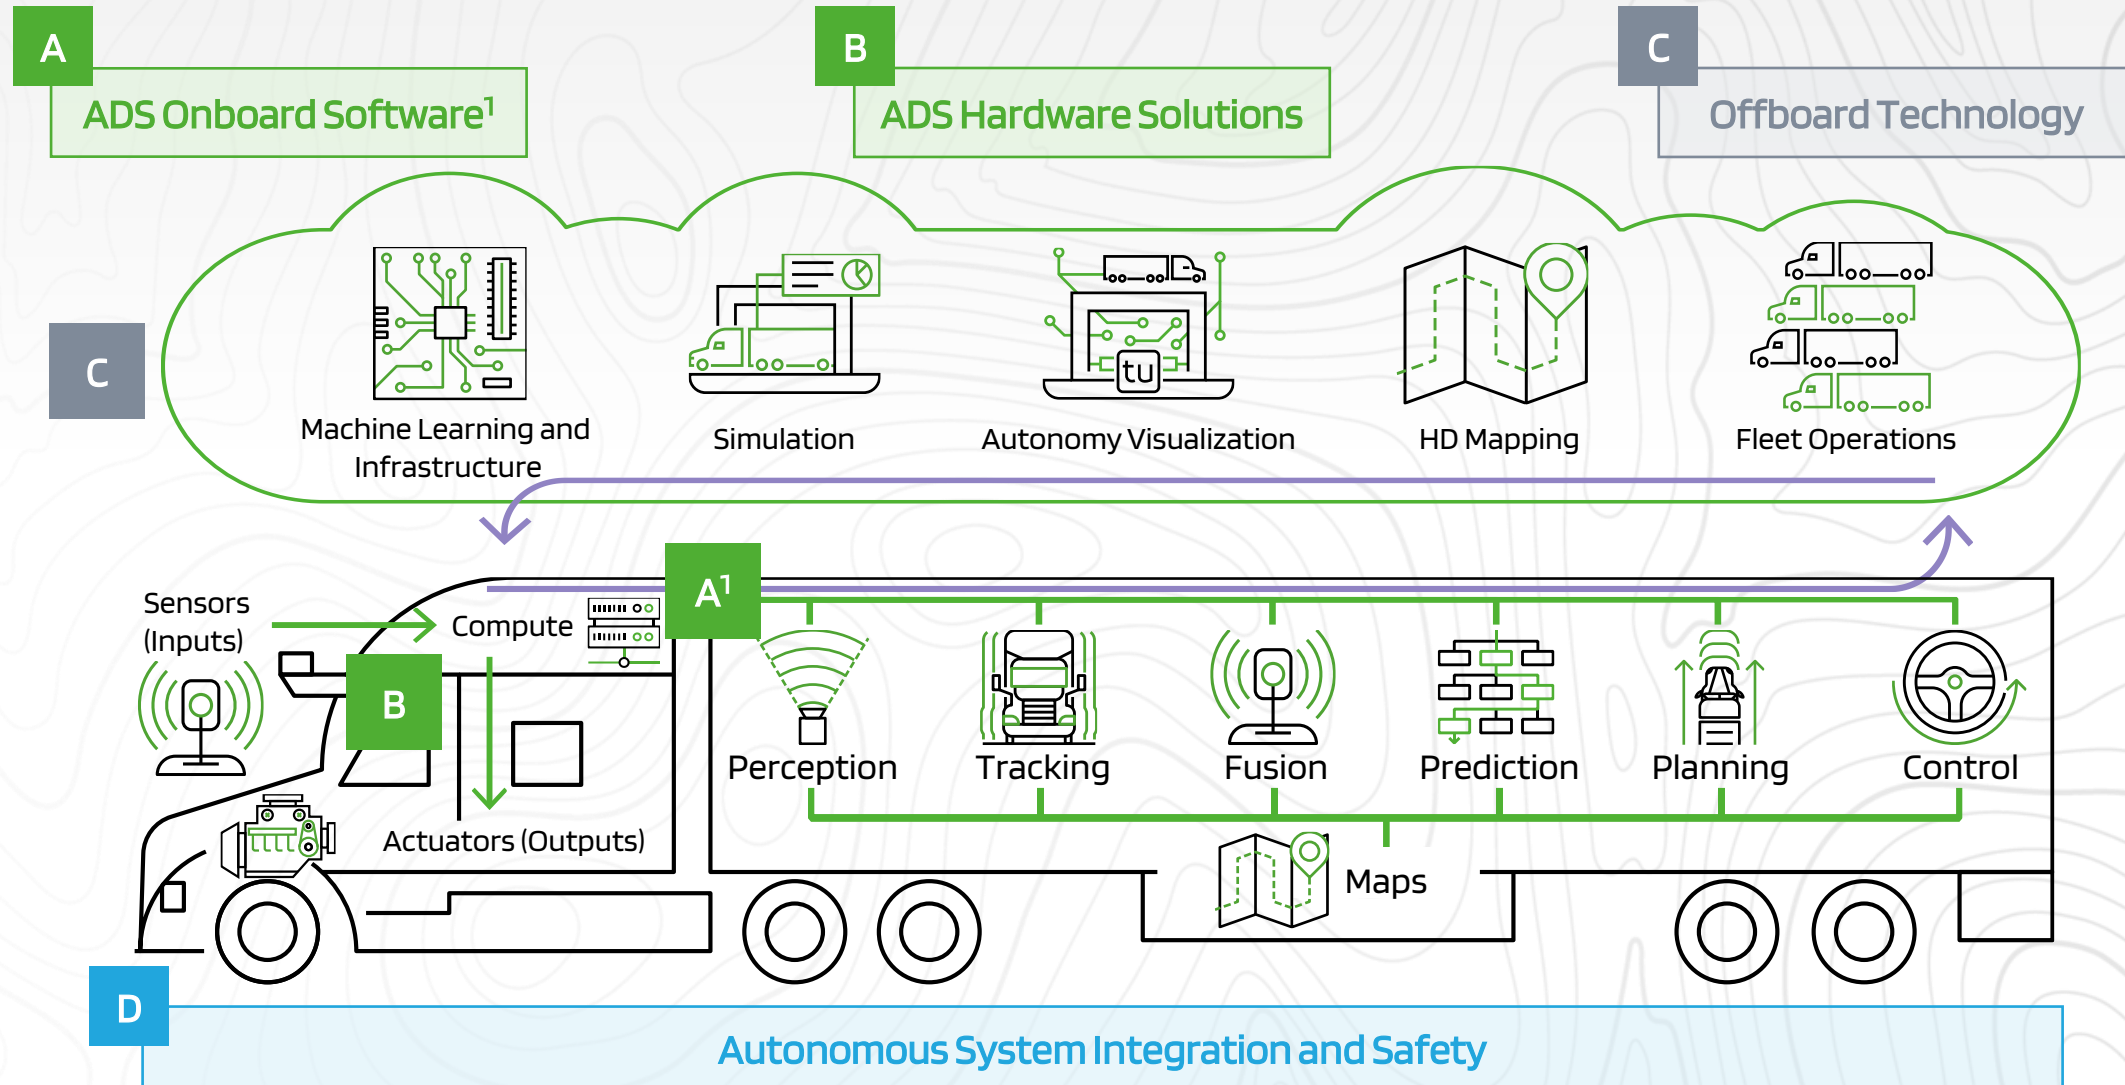 A
ADS Onboard Software¹
B
ADS Hardware Solutions
C
Offboard Technology
C
Machine Learning and
Infrastructure
Simulation
tu
Autonomy Visualization
HD Mapping
Fleet Operations
Sensors
(Inputs)
Compute
A¹
B
Actuators (Outputs)
Perception
Tracking
Fusion
Prediction
Planning
Control
Maps
D
Autonomous System Integration and Safety